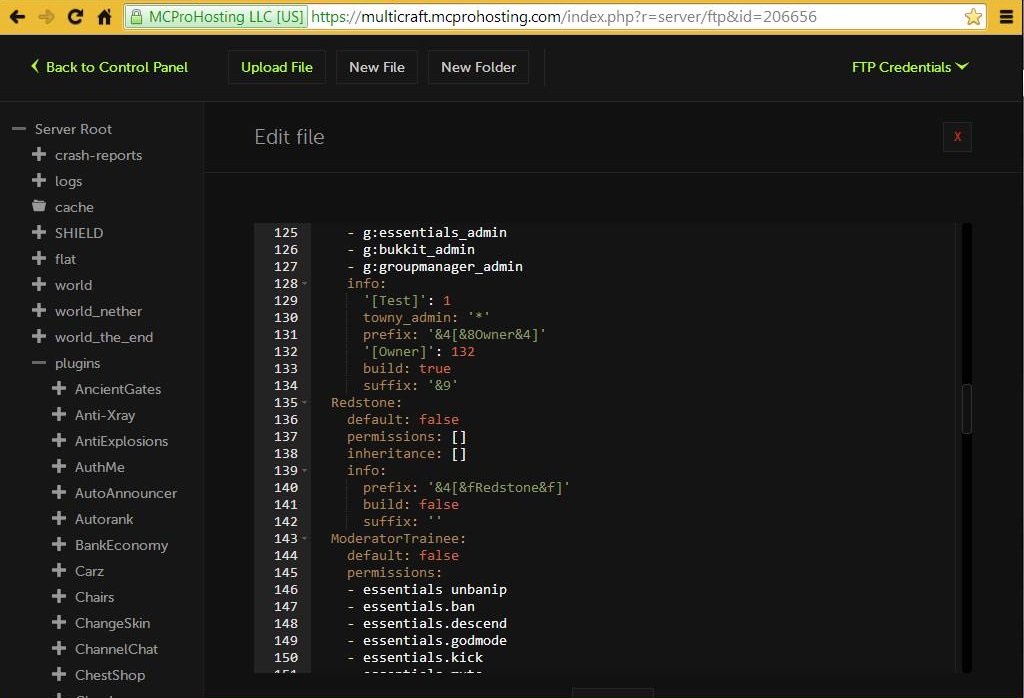 MCProHosting LLC [US] https://multicraft.mcprohosting.com/index.php?r=server/ftp&id=206656
Back to Control Panel Upload File New File New Folder FTP Credentials
Server Root
crash-reports
logs
cache
SHIELD
flat
world
world_nether
world_the_end
plugins
AncientGates
Anti-Xray
AntiExplosions
AuthMe
AutoAnnouncer
Autorank
BankEconomy
Carz
Chairs
ChangeSkin
ChannelChat
ChestShop
Edit file X
125 - g:essentials_admin
126 - g:bukkit_admin
127 - g:groupmanager_admin
128 info:
129 '[Test]': 1
130 towny_admin: '*'
131 prefix: '&4[&8Owner&4]'
132 '[Owner]': 132
133 build: true
134 suffix: '&9'
135 Redstone:
136 default: false
137 permissions: []
138 inheritance: []
139 info:
140 prefix: '&4[&fRedstone&f]'
141 build: false
142 suffix: ''
143 ModeratorTrainee:
144 default: false
145 permissions:
146 - essentials unbanip
147 - essentials.ban
148 - essentials.descend
149 - essentials.godmode
150 - essentials.kick